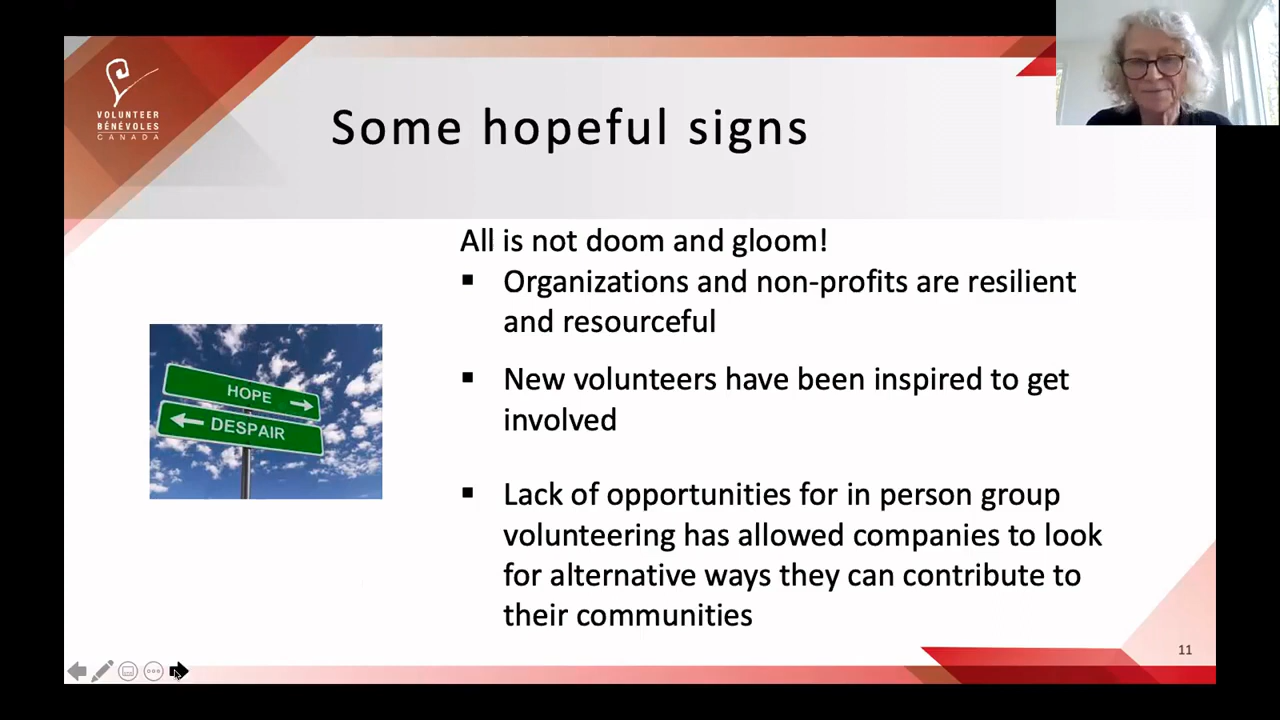 VOLUNTEER
BÉNÉVOLES
CANADA
Some hopeful signs
All is not doom and gloom!
▪ Organizations and non-profits are resilient
and resourceful
▪ New volunteers have been inspired to get
involved
▪ Lack of opportunities for in person group
volunteering has allowed companies to look
for alternative ways they can contribute to
their communities
HOPE
DESPAIR
11